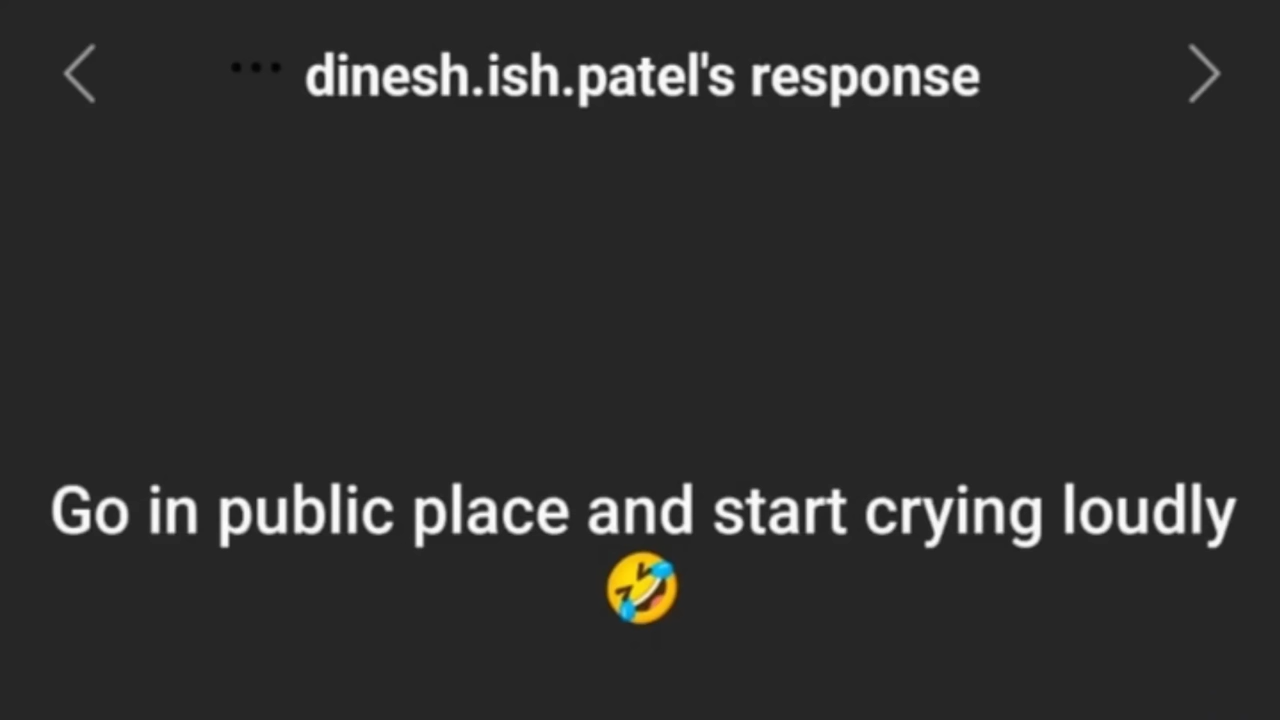 dinesh.ish.patel's response
Go in public place and start crying loudly
🤣